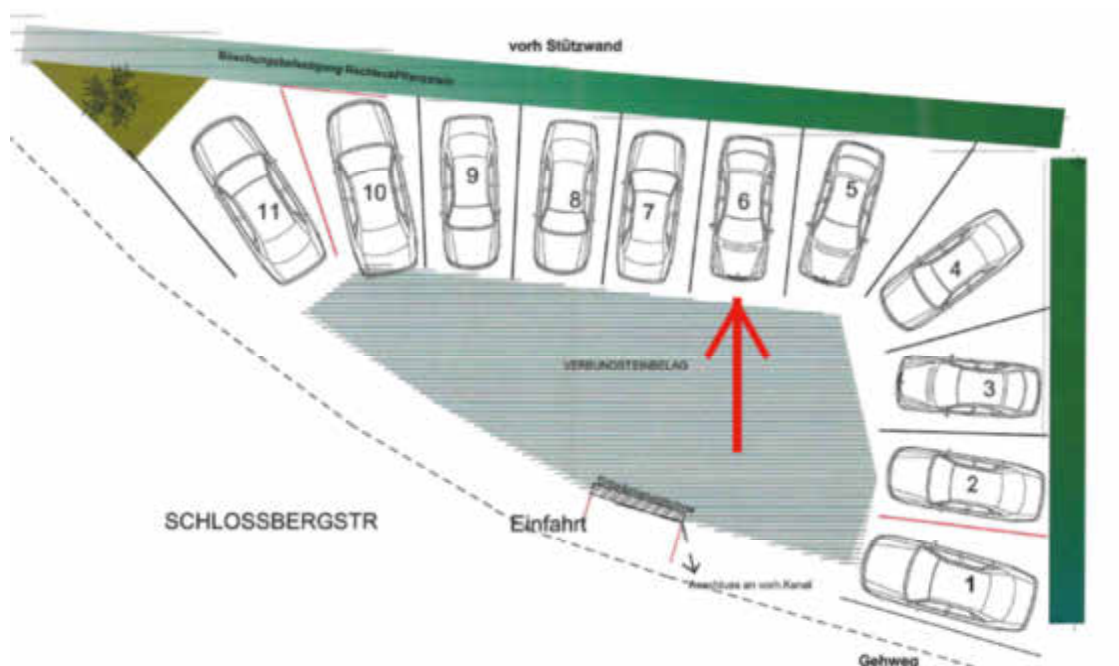 vorh Stützwand
Böschungsbefestigung
11
10
9
8
7
6
5
4
3
2
1
VERBUNDSTEINBELAG
SCHLOSSBERGSTR
Einfahrt
Anschluss an vorh.Kanal
Gehweg